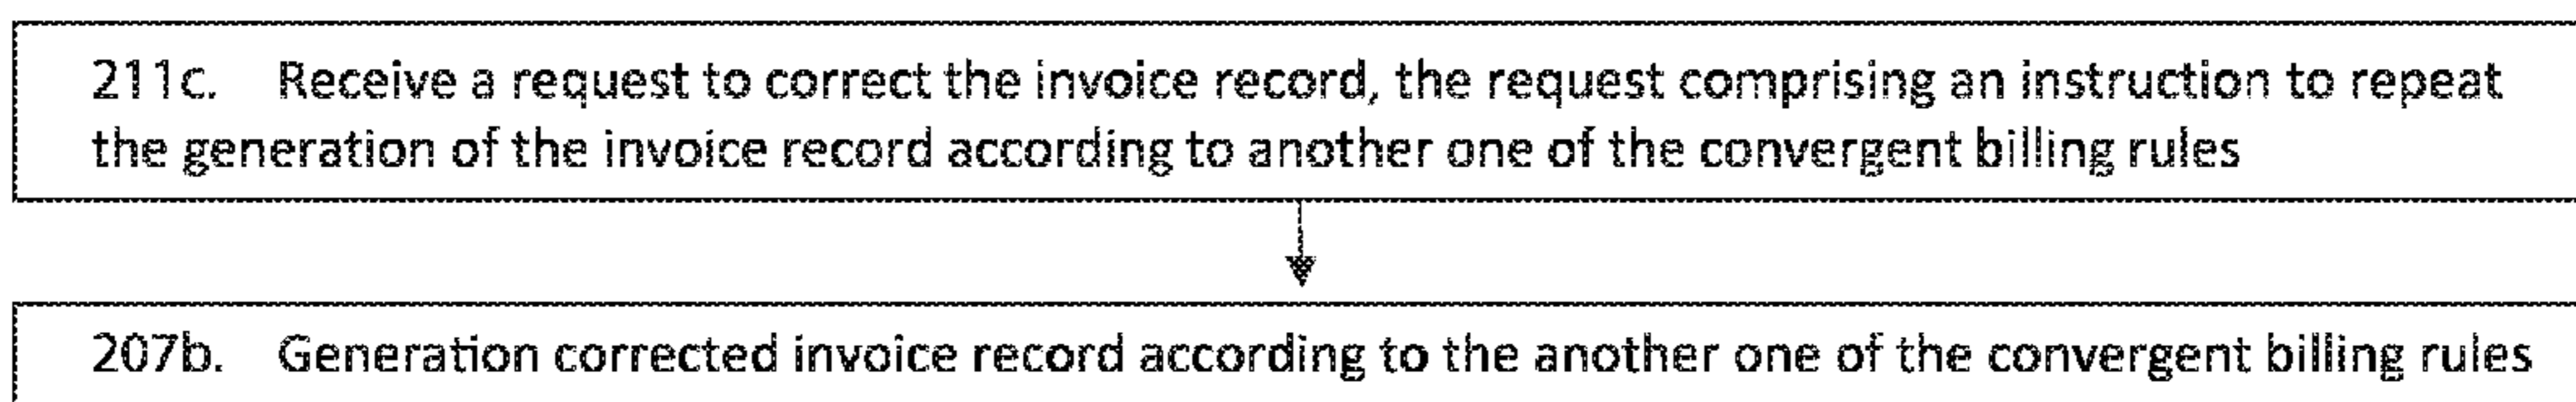 211c. Receive a request to correct the invoice record, the request comprising an instruction to repeat
the generation of the invoice record according to another one of the convergent billing rules
207b. Generation corrected invoice record according to the another one of the convergent billing rules